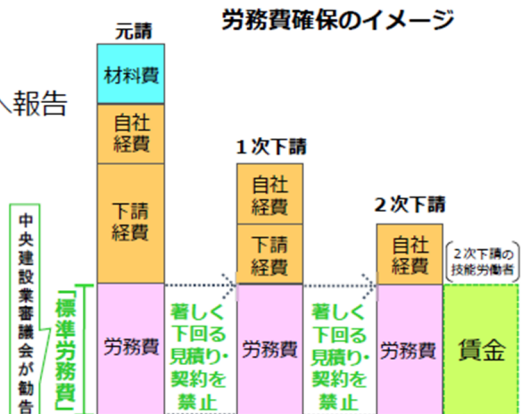 労務費確保のイメージ
元請
材料費
へ報告
自社
経費
下請
経費
労務費
1次下請
自社
経費
下請
経費
労務費
2次下請
自社
経費
労務費
(2次下請の
技能労働者)
賃金
中央建設業審議会が勧告
「標準労務費」
著しく
下回る
見積り・
契約を
禁止
著しく
下回る
見積り・
契約を
禁止